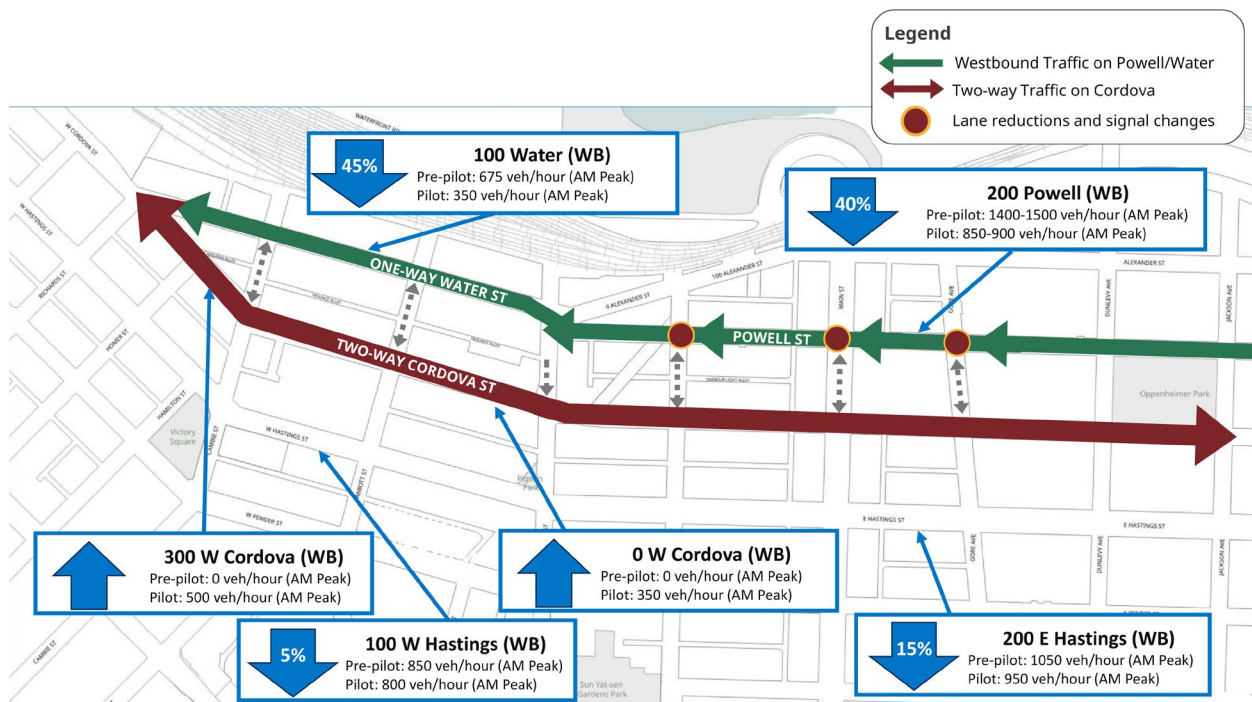 Legend
Westbound Traffic on Powell/Water
Two-way Traffic on Cordova
Lane reductions and signal changes
W CORDOVA ST
45%
100 Water (WB)
Pre-pilot: 675 veh/hour (AM Peak)
Pilot: 350 veh/hour (AM Peak)
40%
200 Powell (WB)
Pre-pilot: 1400-1500 veh/hour (AM Peak)
Pilot: 850-900 veh/hour (AM Peak)
W HASTINGS ST
RICHARDS ST
HOMER ST
HAMILTON ST
ONE-WAY WATER ST
0 ALEXANDER ST
100 ALEXANDER ST
MAIN ST
GORE AVE
ALEXANDER ST
DUNLEVY AVE
JACKSON AVE
POWELL ST
TWO-WAY CORDOVA ST
HARBOUR LIGHT ALLEY
Oppenheimer Park
Victory
Square
CAMBIE ST
W HASTINGS ST
W PENDER ST
E HASTINGS ST
E HASTINGS ST
GORE AVE
DUNLEVY AVE
JACKSON AVE
300 W Cordova (WB)
Pre-pilot: 0 veh/hour (AM Peak)
Pilot: 500 veh/hour (AM Peak)
0 W Cordova (WB)
Pre-pilot: 0 veh/hour (AM Peak)
Pilot: 350 veh/hour (AM Peak)
5%
100 W Hastings (WB)
Pre-pilot: 850 veh/hour (AM Peak)
Pilot: 800 veh/hour (AM Peak)
15%
200 E Hastings (WB)
Pre-pilot: 1050 veh/hour (AM Peak)
Pilot: 950 veh/hour (AM Peak)
CAMBIE ST
Sun Yat-sen
Gardens Park